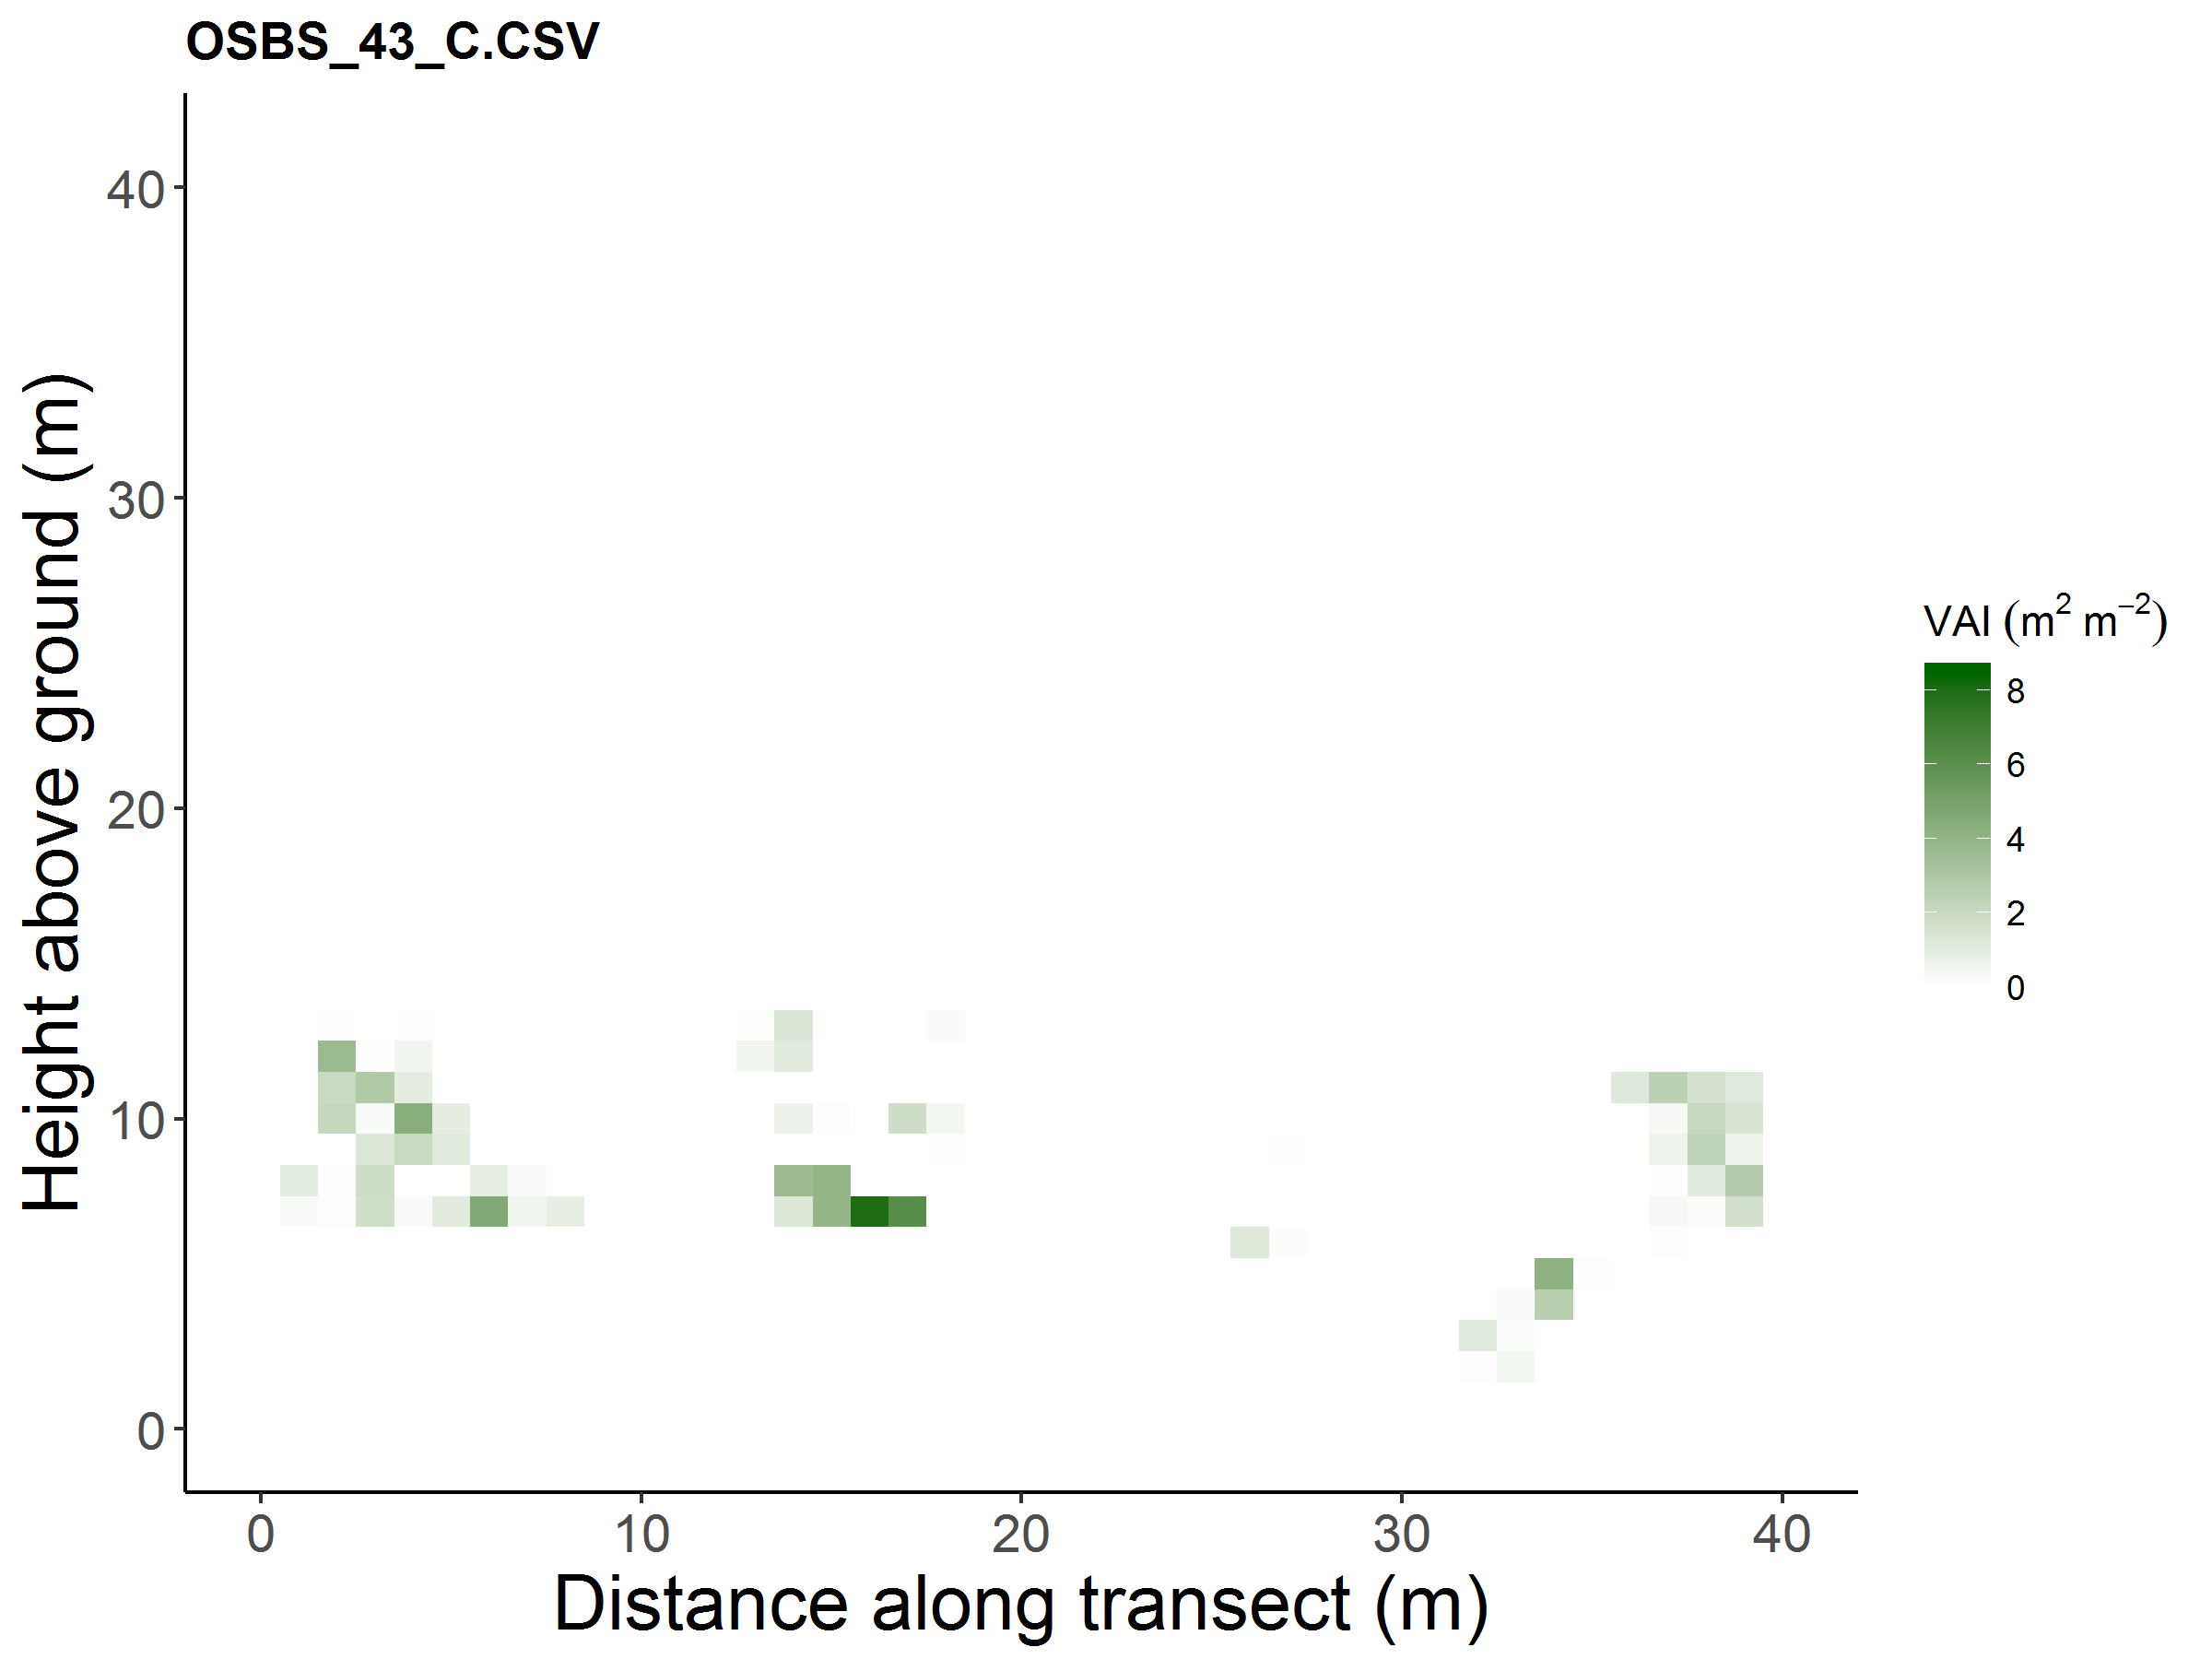 OSBS_43_C.CSV
Height above ground (m)
40
30
20
10
0
0 10 20 30 40
Distance along transect (m)
VAI (m² m⁻²)
8
6
4
2
0